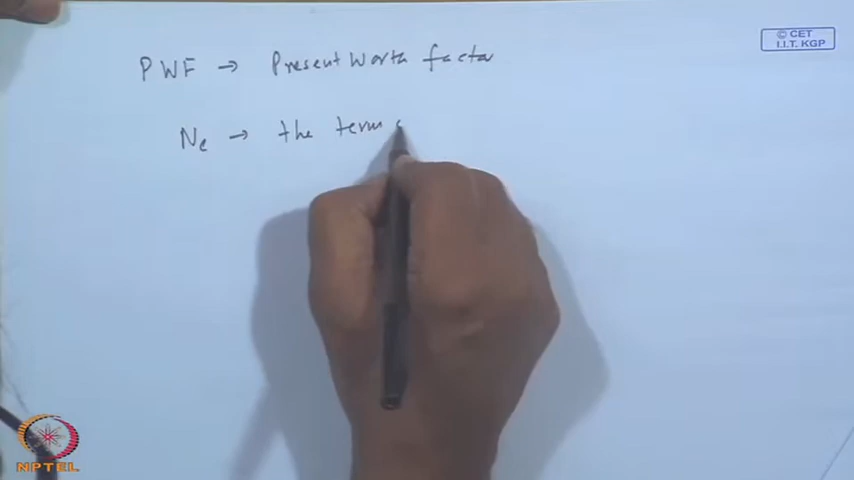 © CET
I.I.T. KGP
PWF → Present Worth factor
Ne → the term
NPTEL